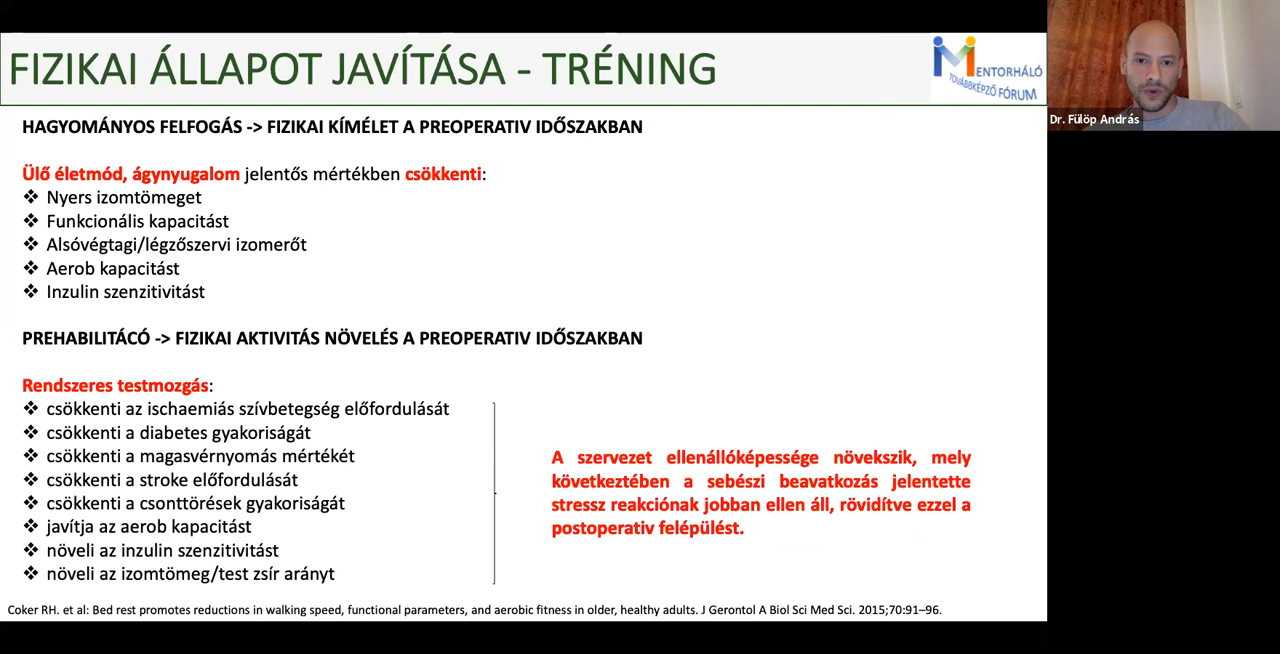 FIZIKAI ÁLLAPOT JAVÍTÁSA - TRÉNING
MENTORHÁLÓ
TOVÁBBKÉPZŐ FÓRUM
Dr. Fülöp András
HAGYOMÁNYOS FELFOGÁS -> FIZIKAI KÍMÉLET A PREOPERATIV IDŐSZAKBAN
Ülő életmód, ágynyugalom jelentős mértékben csökkenti:
❖ Nyers izomtömeget
❖ Funkcionális kapacitást
❖ Alsóvégtagi/légzőszervi izomerőt
❖ Aerob kapacitást
❖ Inzulin szenzitivitást
PREHABILITÁCÓ -> FIZIKAI AKTIVITÁS NÖVELÉS A PREOPERATIV IDŐSZAKBAN
Rendszeres testmozgás:
❖ csökkenti az ischaemiás szívbetegség előfordulását
❖ csökkenti a diabetes gyakoriságát
❖ csökkenti a magasvérnyomás mértékét
❖ csökkenti a stroke előfordulását
❖ csökkenti a csonttörések gyakoriságát
❖ javítja az aerob kapacitást
❖ növeli az inzulin szenzitivitást
❖ növeli az izomtömeg/test zsír arányt
A szervezet ellenállóképessége növekszik, mely
következtében a sebészi beavatkozás jelentette
stressz reakciónak jobban ellen áll, rövidítve ezzel a
postoperativ felépülést.
Coker RH. et al: Bed rest promotes reductions in walking speed, functional parameters, and aerobic fitness in older, healthy adults. J Gerontol A Biol Sci Med Sci. 2015;70:91–96.